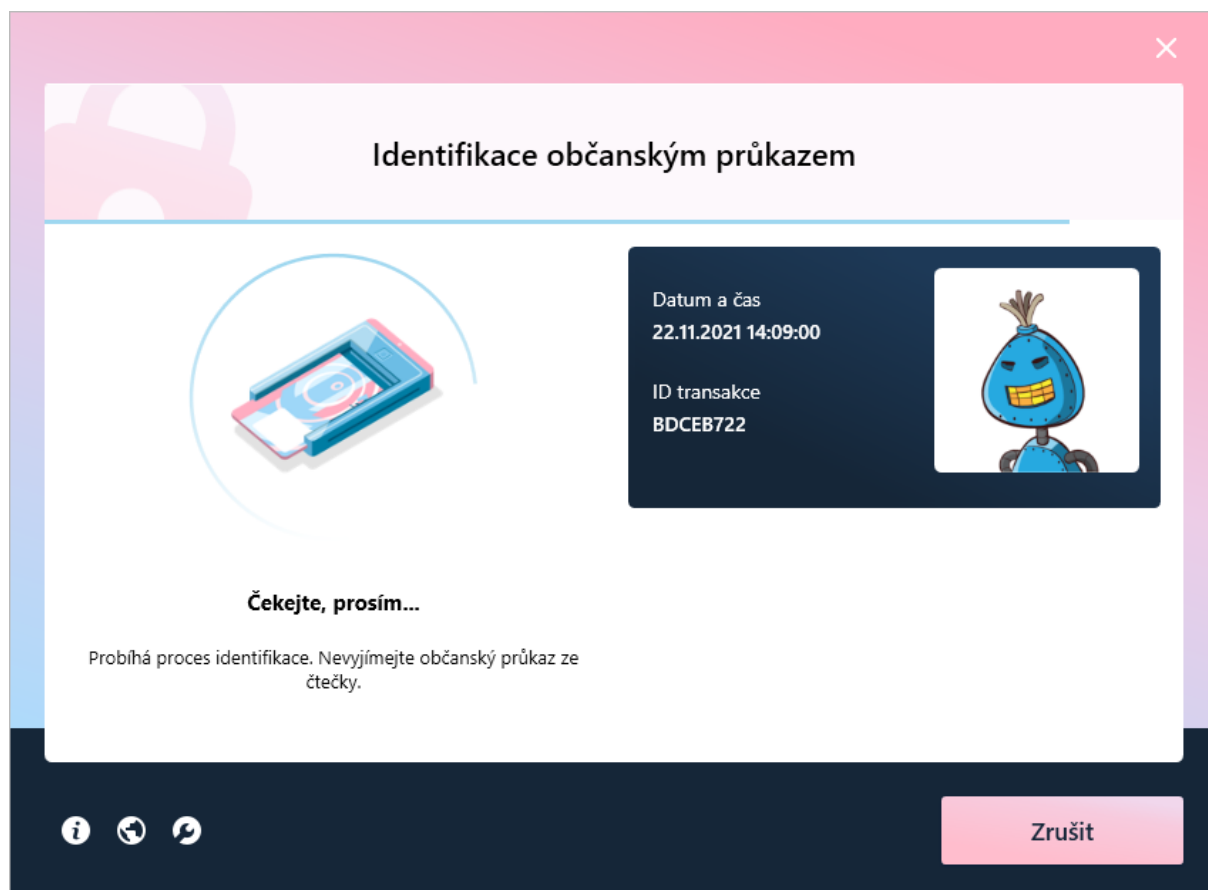 Identifikace občanským průkazem
Datum a čas
22.11.2021 14:09:00
ID transakce
BDCEB722
Čekejte, prosím...
Probíhá proces identifikace. Nevyjímejte občanský průkaz ze
čtečky.
Zrušit